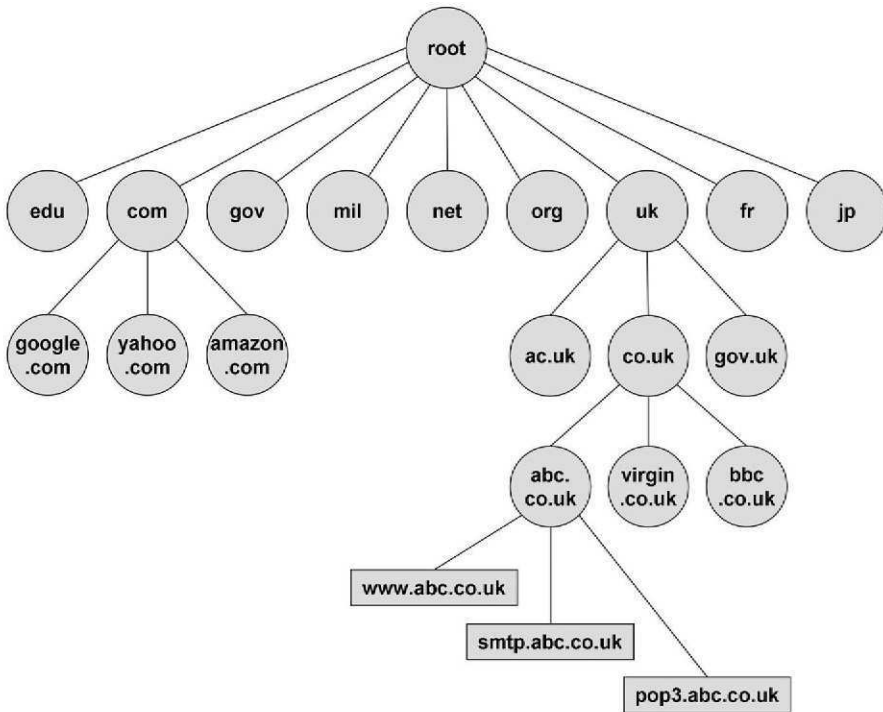 root
edu
com
gov
mil
net
org
uk
fr
jp
google
.com
yahoo
.com
amazon
.com
ac.uk
co.uk
gov.uk
abc.
co.uk
virgin
.co.uk
bbc
.co.uk
www.abc.co.uk
smtp.abc.co.uk
pop3.abc.co.uk